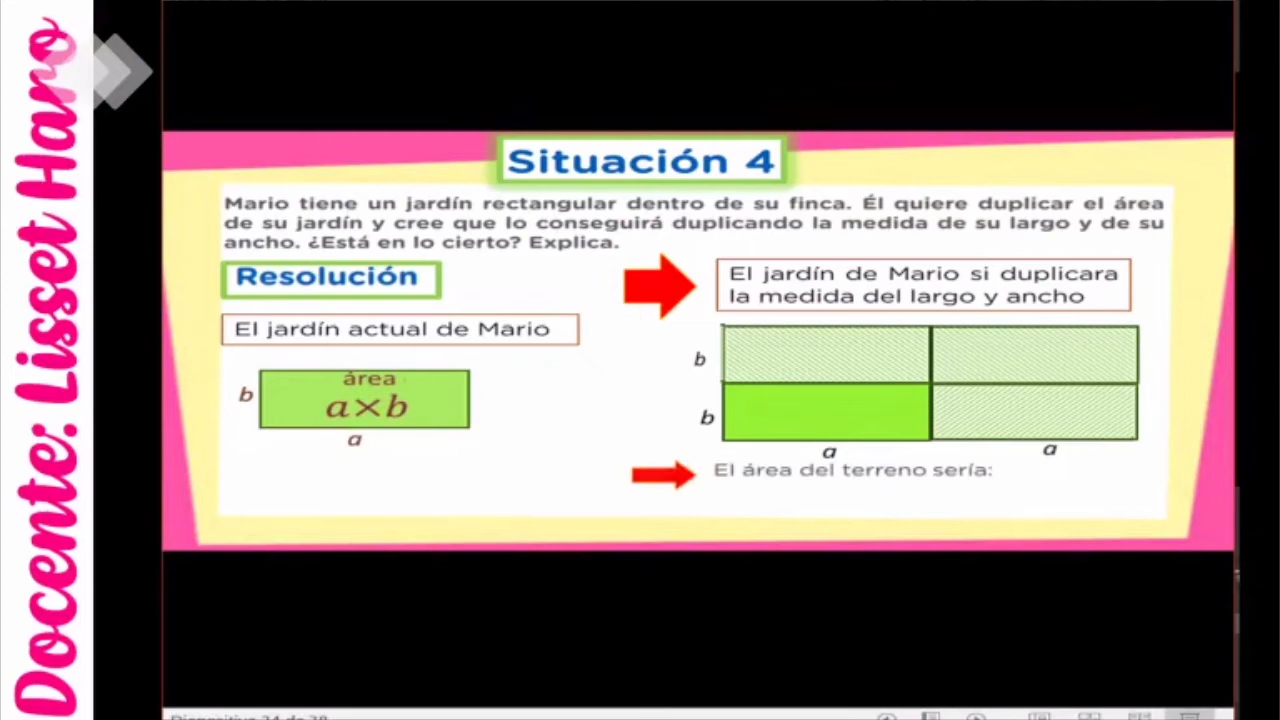 Docente: Lisset Haro
Situación 4
Mario tiene un jardín rectangular dentro de su finca. Él quiere duplicar el área
de su jardín y cree que lo conseguirá duplicando la medida de su largo y de su
ancho. ¿Está en lo cierto? Explica.
Resolución
El jardín actual de Mario
b
área
a×b
a
El jardín de Mario si duplicara
la medida del largo y ancho
b
b
a a
El área del terreno sería: